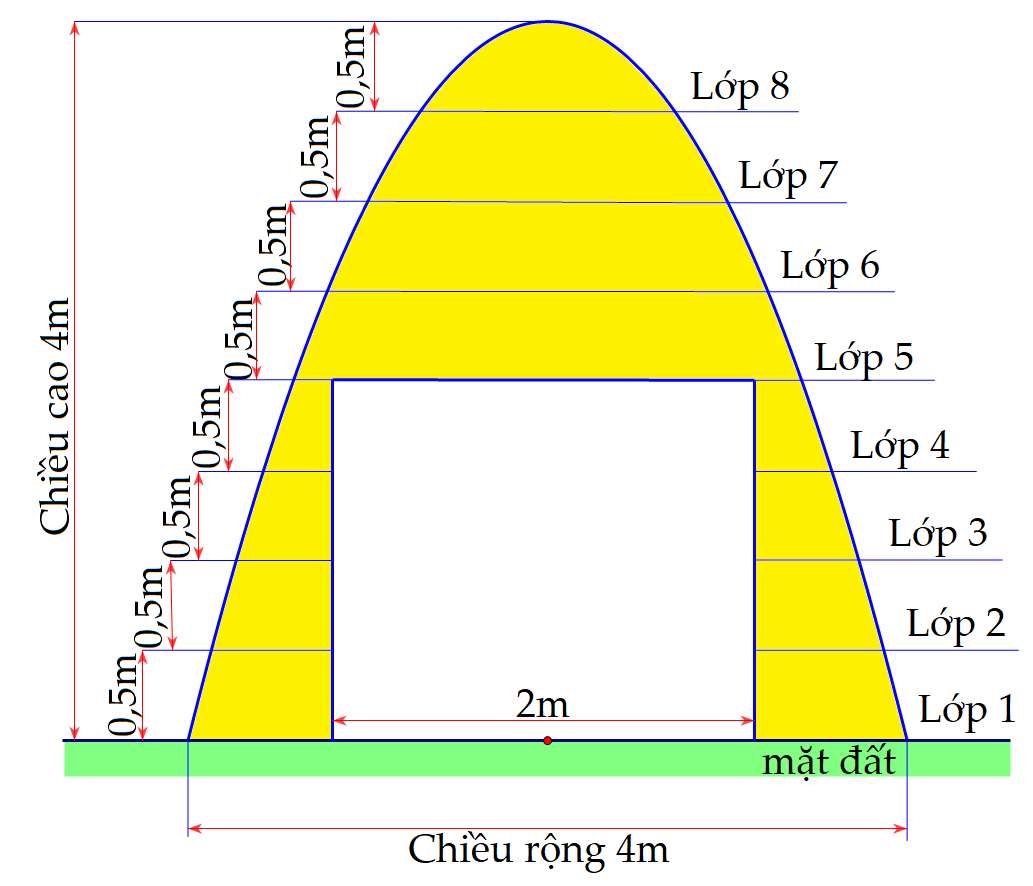 0,5m
Lớp 8
0,5m
Lớp 7
0,5m
Lớp 6
0,5m
Lớp 5
Chiều cao 4m
0,5m
Lớp 4
0,5m
Lớp 3
0,5m
Lớp 2
0,5m
2m
Lớp 1
mặt đất
Chiều rộng 4m